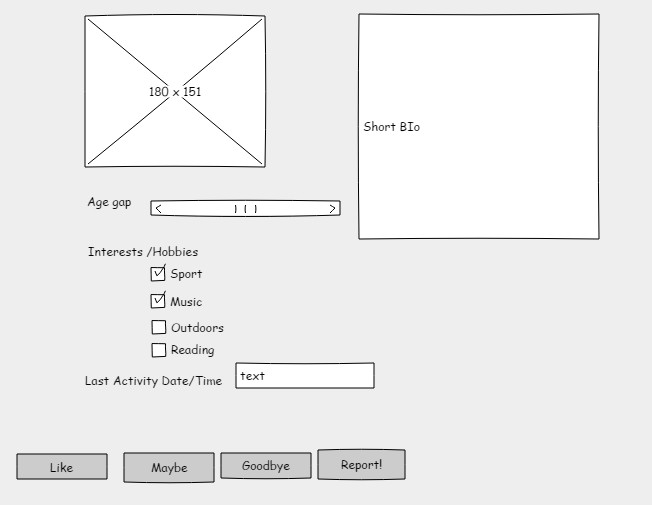 180 x 151
Short BIo
Age gap
Interests /Hobbies
Sport
Music
Outdoors
Reading
Last Activity Date/Time
text
Like
Maybe
Goodbye
Report!